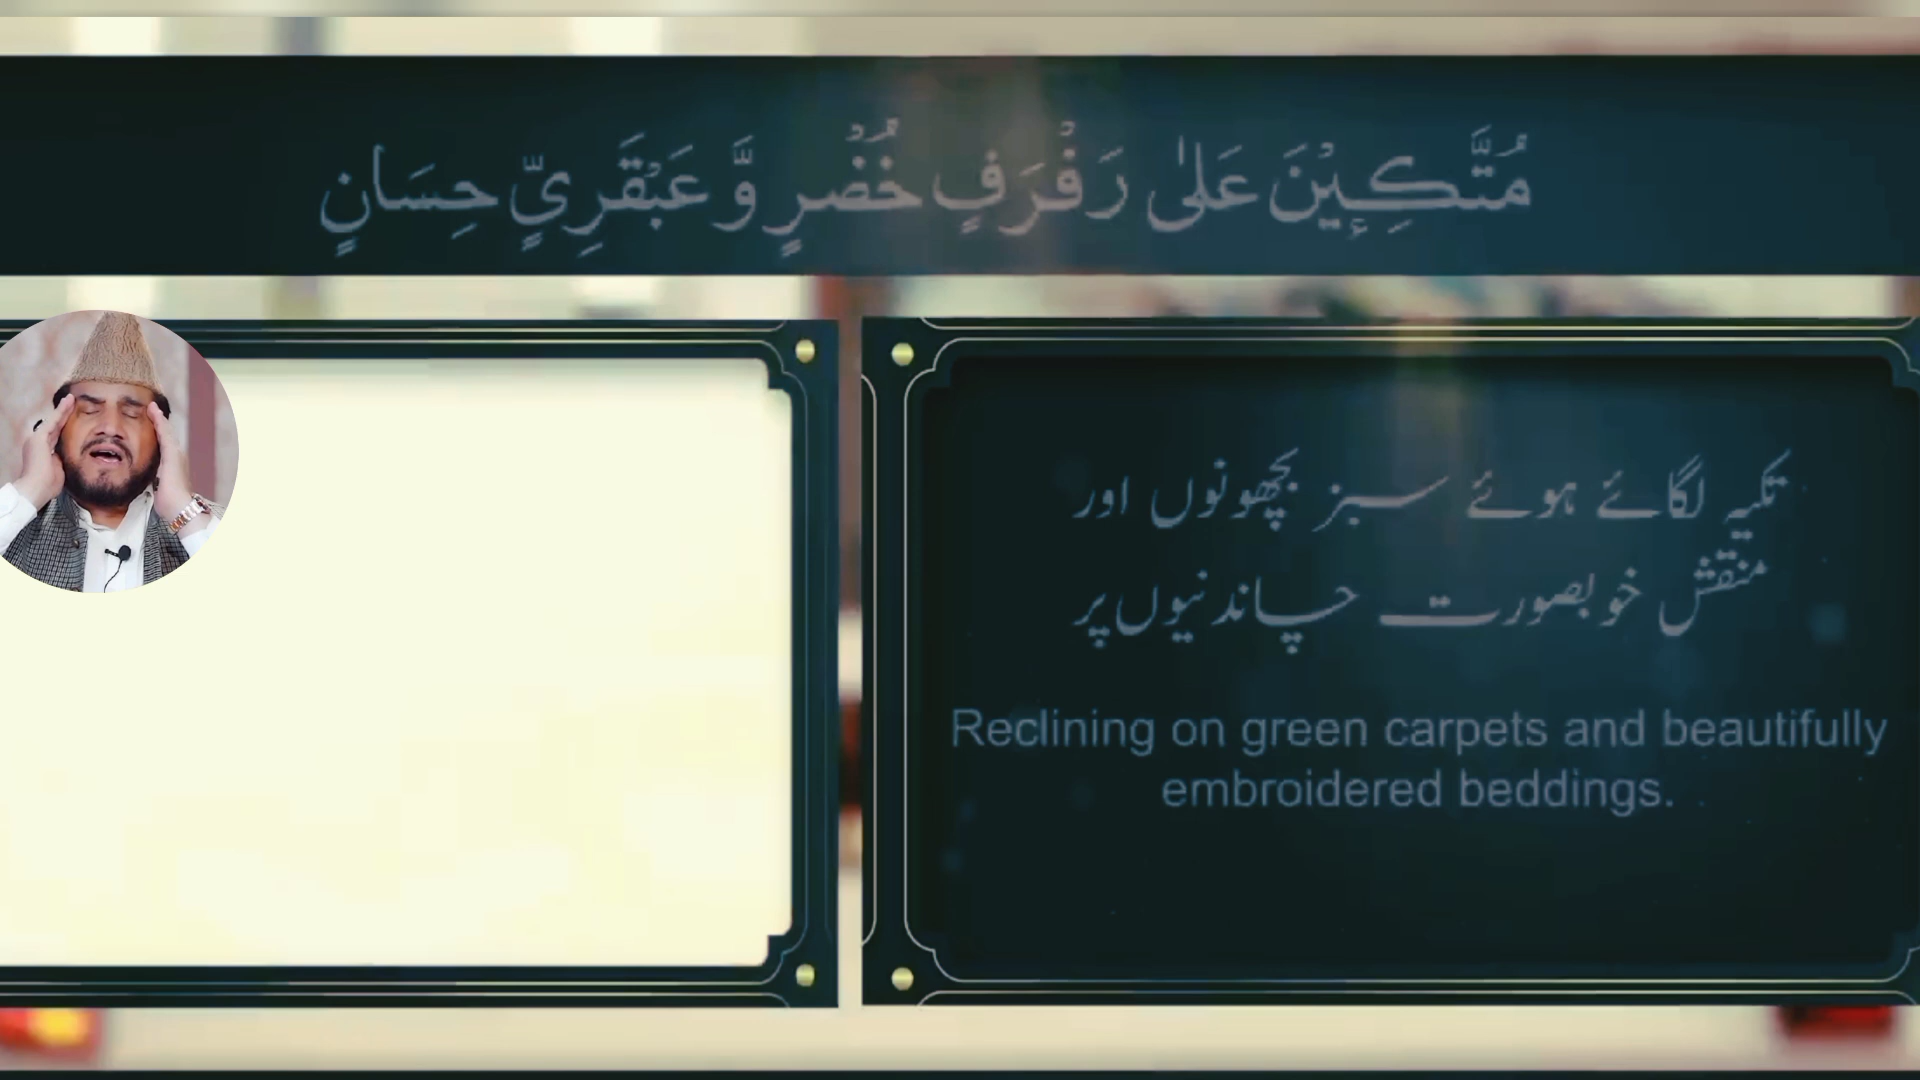 مُتَّكِـِٕیْنَ عَلٰی رَفْرَفٍ خُضْرٍ وَّ عَبْقَرِیٍّ حِسَانٍ
تکیہ لگائے ہوئے سبز بچھونوں اور
منقش خوبصورت چاندنیوں پر
Reclining on green carpets and beautifully
embroidered beddings.